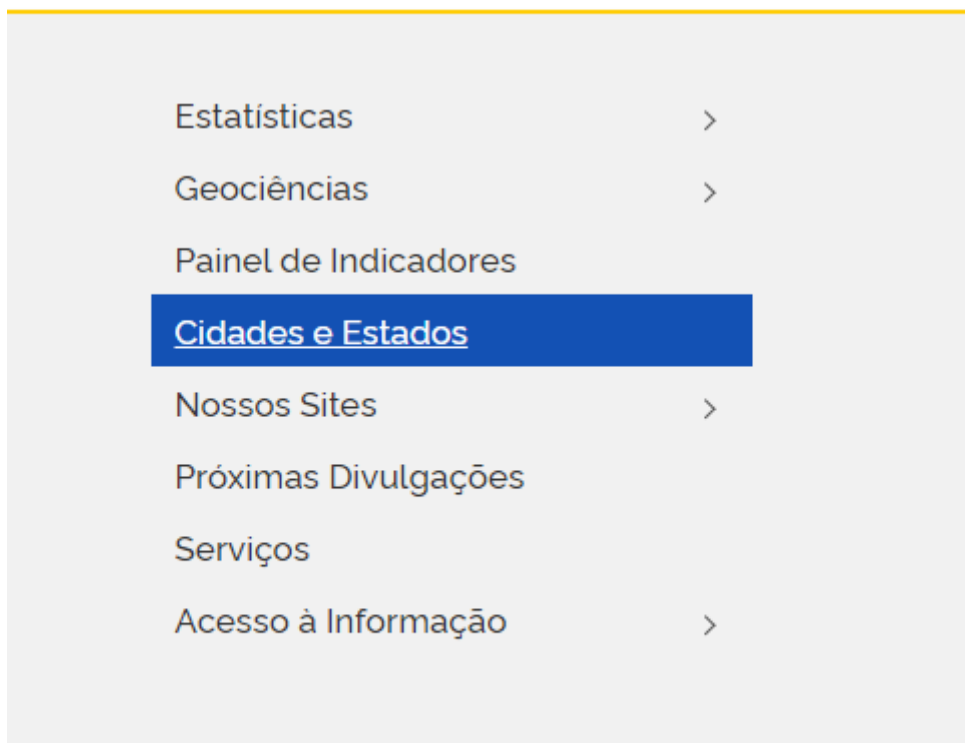 Estatísticas
Geociências
Painel de Indicadores
Cidades e Estados
Nossos Sites
Próximas Divulgações
Serviços
Acesso à Informação